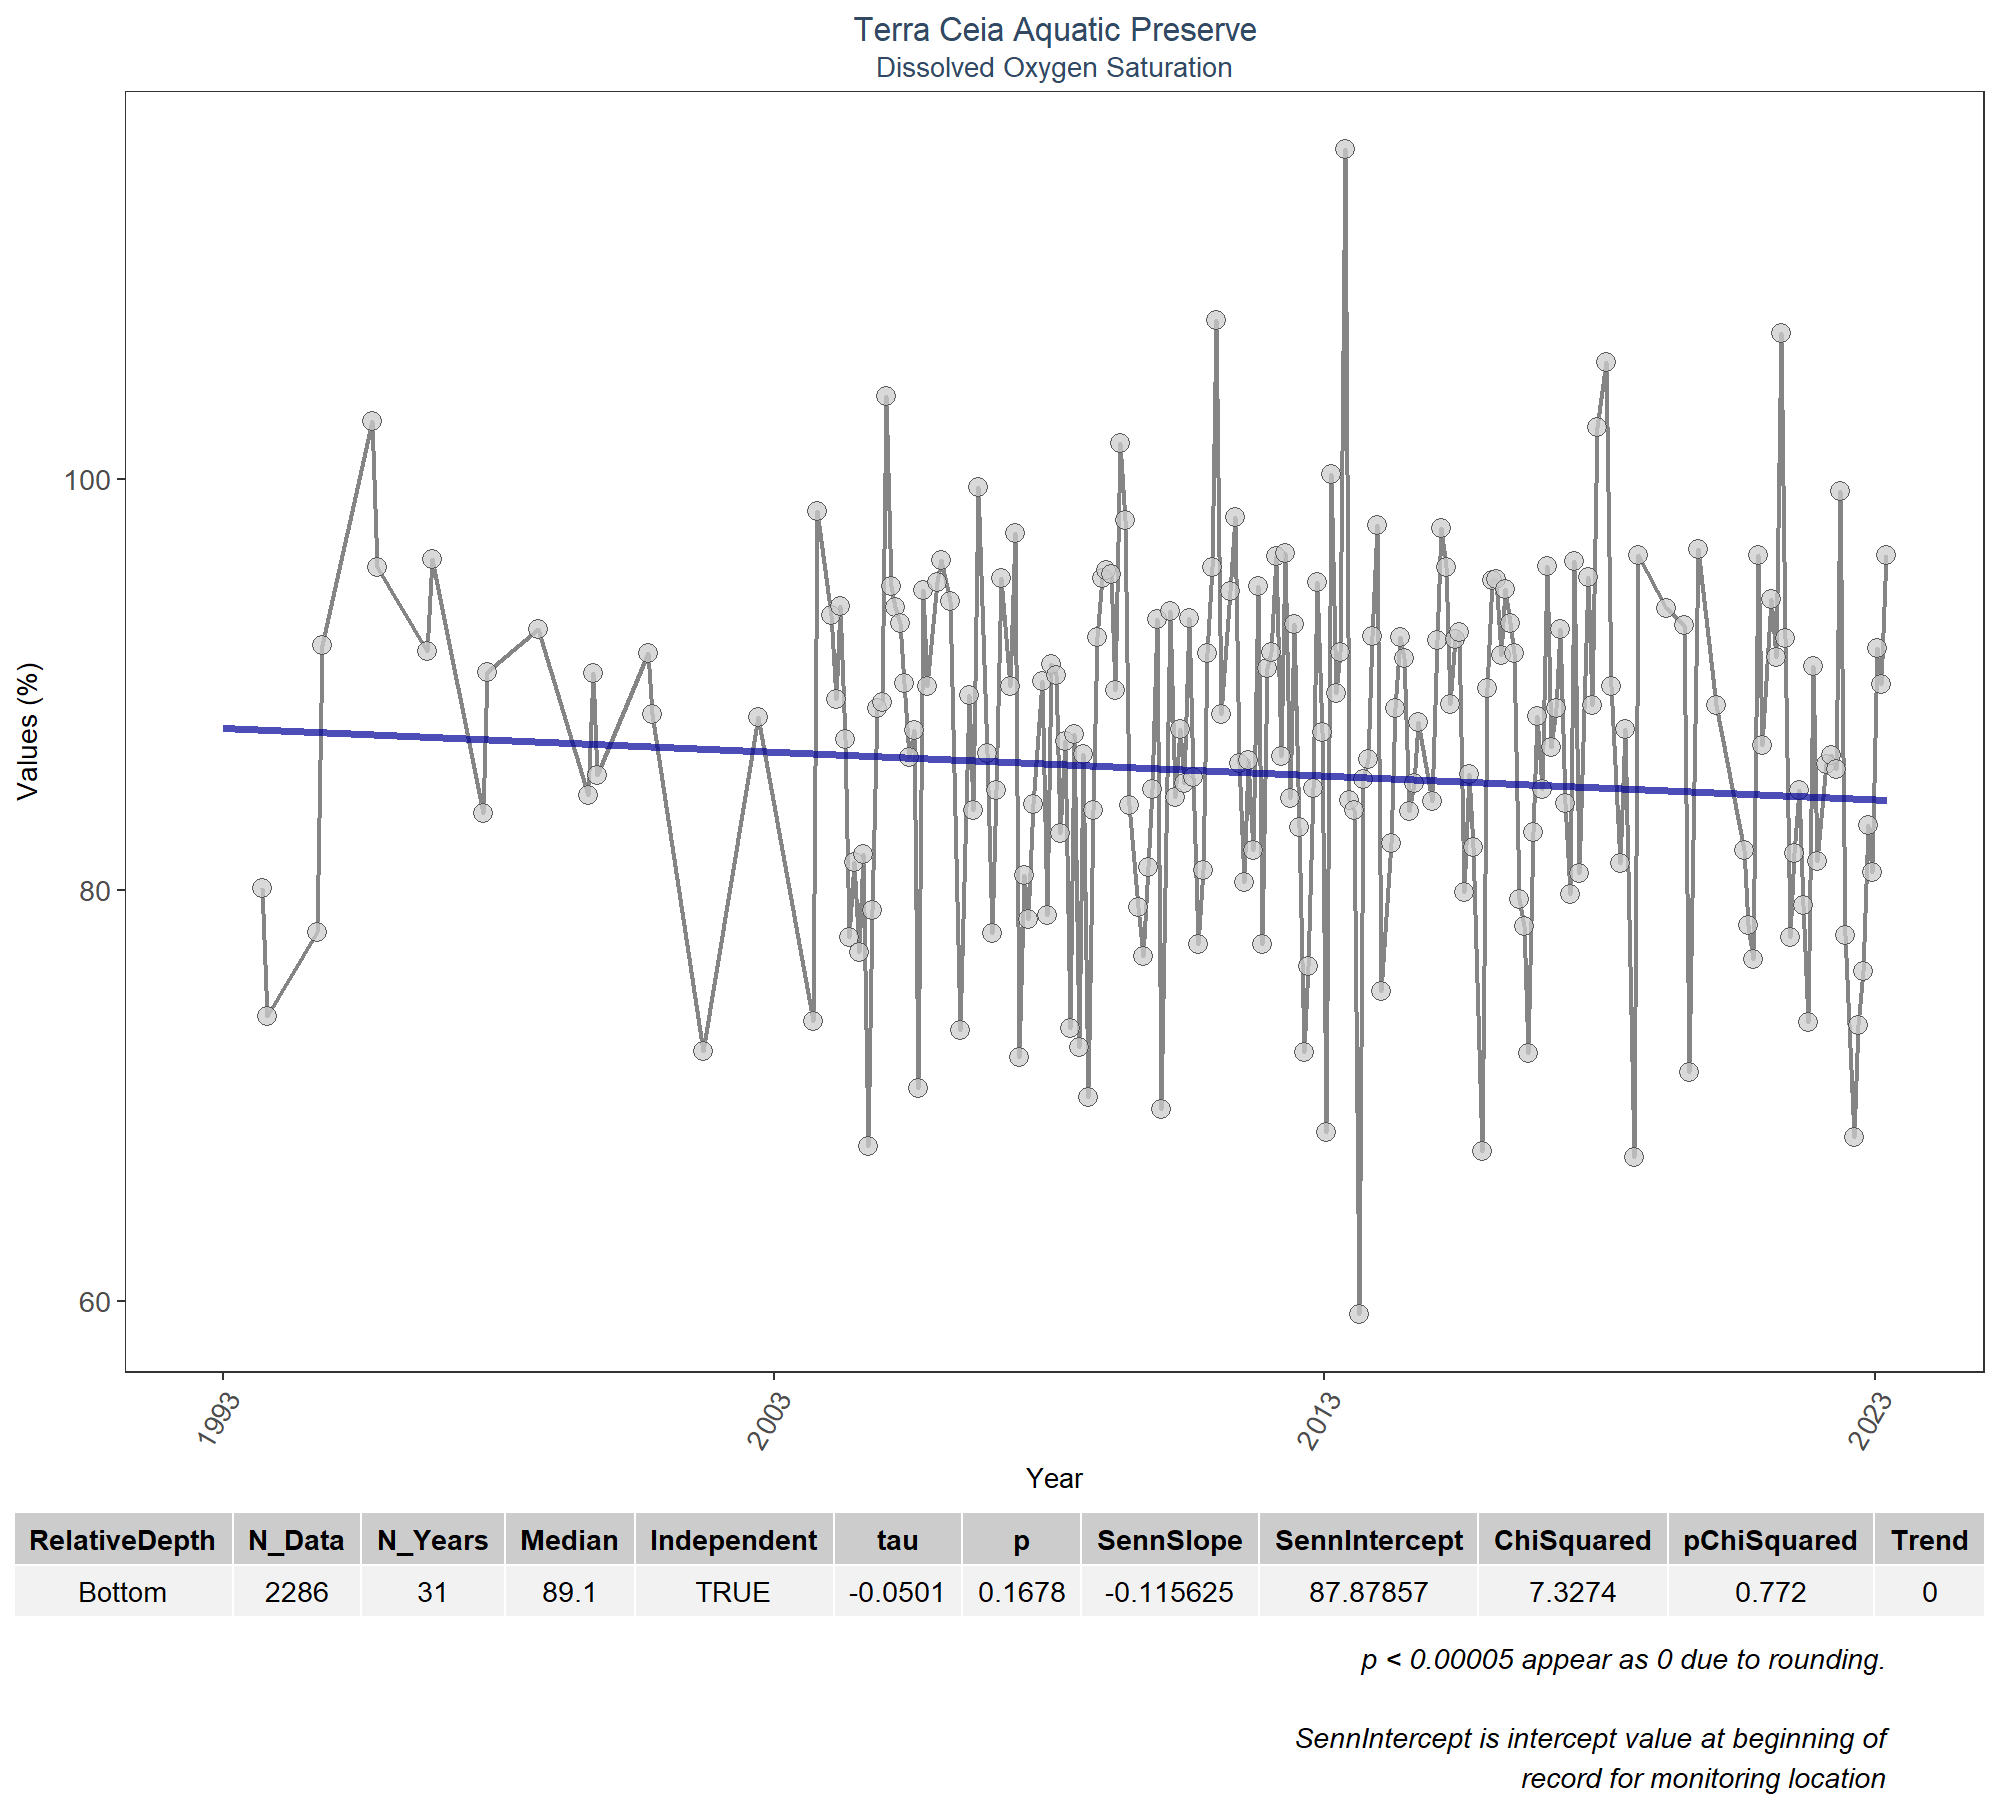 Terra Ceia Aquatic Preserve
Dissolved Oxygen Saturation
Values (%)
100
80
60
1993 2003 2013 2023
Year
RelativeDepth N_Data N_Years Median Independent tau p SennSlope SennIntercept ChiSquared pChiSquared Trend
Bottom 2286 31 89.1 TRUE -0.0501 0.1678 -0.115625 87.87857 7.3274 0.772 0
p < 0.00005 appear as 0 due to rounding.
SennIntercept is intercept value at beginning of
record for monitoring location